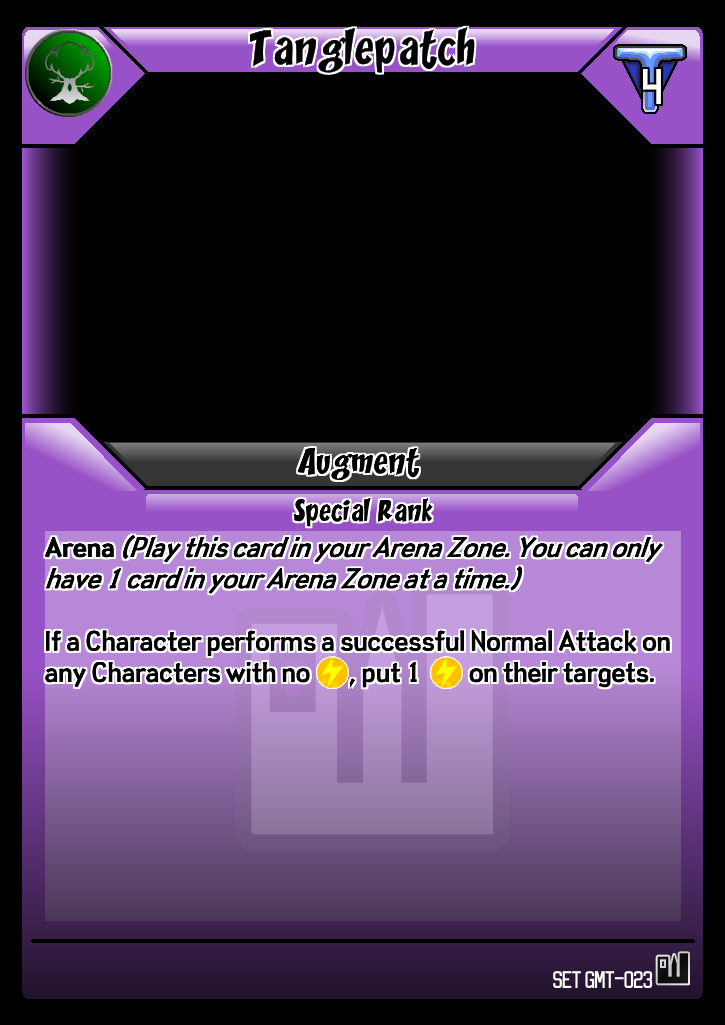 Tanglepatch
4
Augment
Special Rank
Arena (Play this card in your Arena Zone. You can only
have 1 card in your Arena Zone at a time.)
If a Character performs a successful Normal Attack on
any Characters with no , put 1 on their targets.
SET GMT-023